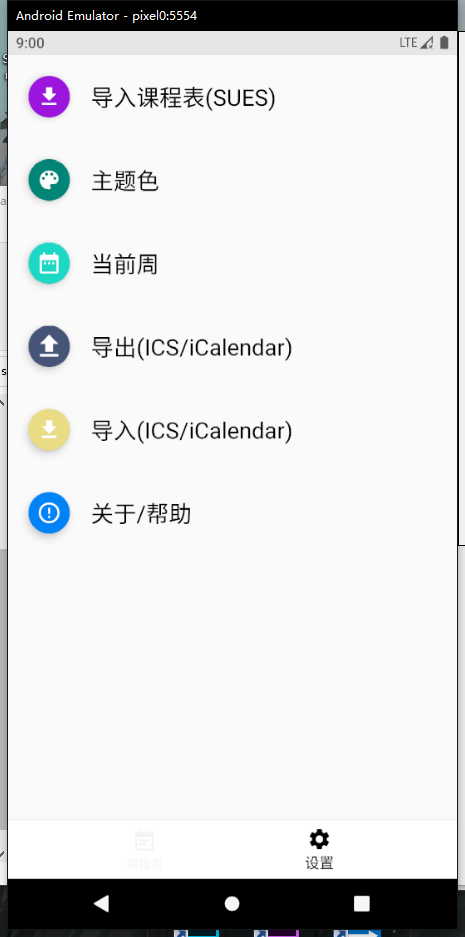 Android Emulator - pixel0:5554
9:00
LTE
导入课程表(SUES)
主题色
当前周
导出(ICS/iCalendar)
导入(ICS/iCalendar)
关于/帮助
课程表
设置